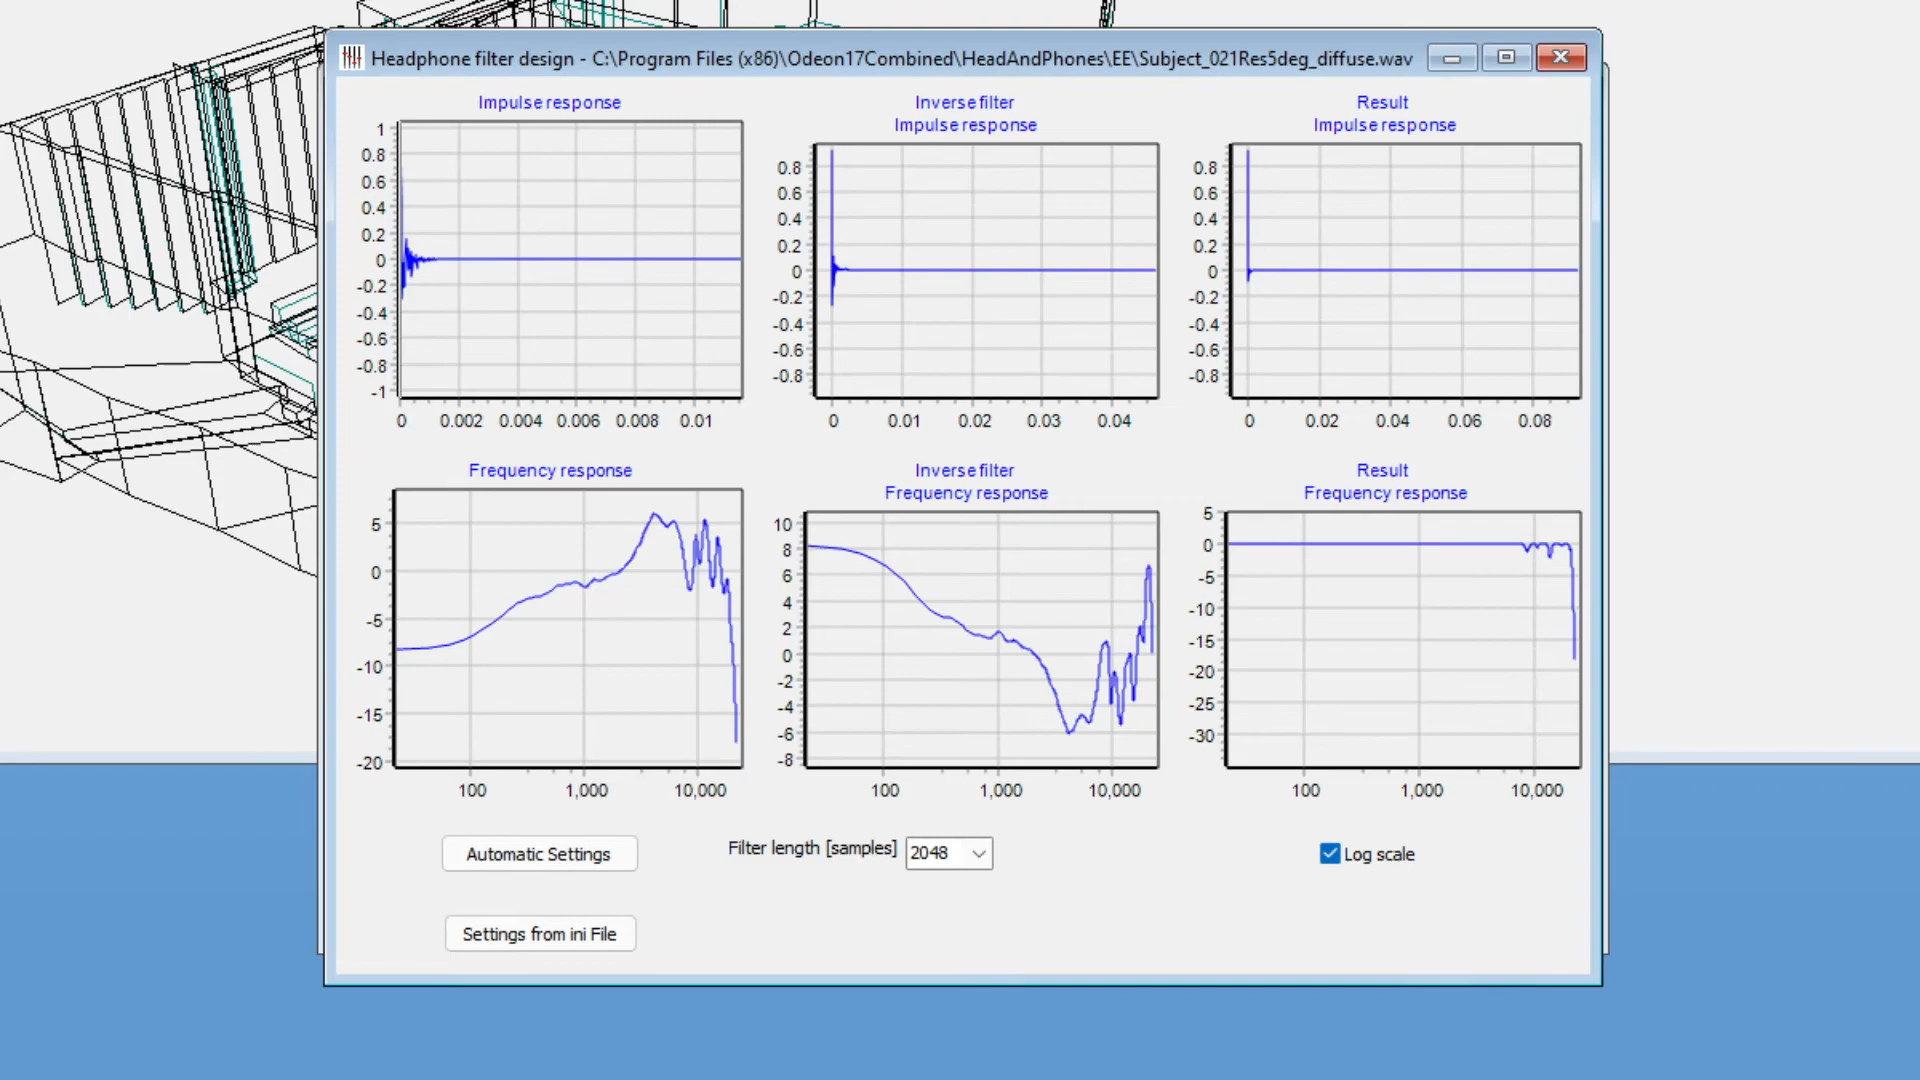 Headphone filter design - C:\Program Files (x86)\Odeon17Combined\HeadAndPhones\EE\Subject_021Res5deg_diffuse.wav
Impulse response
1
0.8
0.6
0.4
0.2
0
-0.2
-0.4
-0.6
-0.8
-1
0 0.002 0.004 0.006 0.008 0.01
Inverse filter
Impulse response
0.8
0.6
0.4
0.2
0
-0.2
-0.4
-0.6
-0.8
0 0.01 0.02 0.03 0.04
Result
Impulse response
0.8
0.6
0.4
0.2
0
-0.2
-0.4
-0.6
-0.8
0 0.02 0.04 0.06 0.08
Frequency response
5
0
-5
-10
-15
-20
100 1,000 10,000
Inverse filter
Frequency response
10
8
6
4
2
0
-2
-4
-6
-8
100 1,000 10,000
Result
Frequency response
5
0
-5
-10
-15
-20
-25
-30
100 1,000 10,000
Automatic Settings
Filter length [samples] 2048
Log scale
Settings from ini File